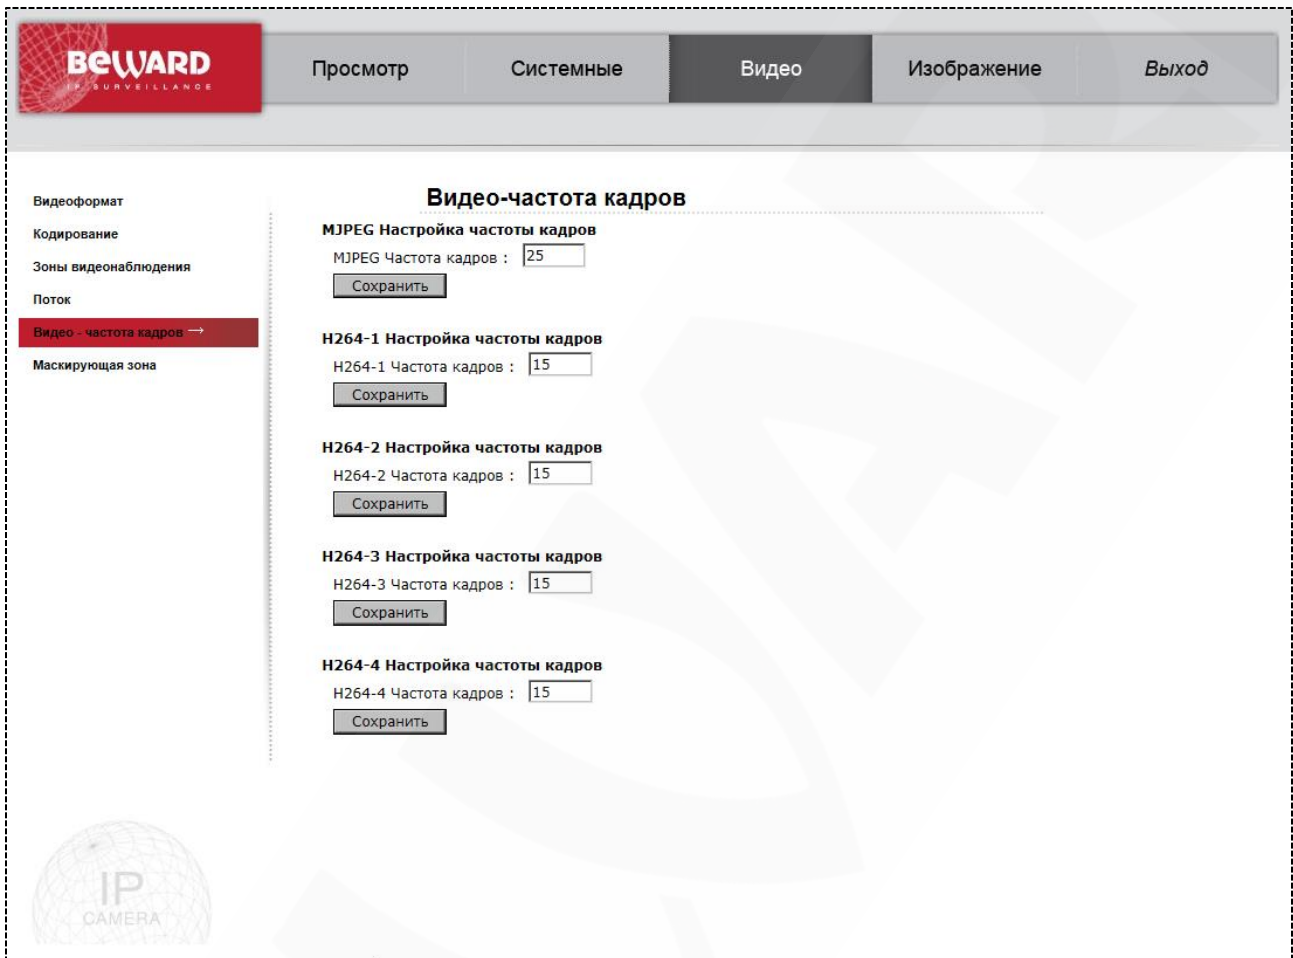 BEWARD
IP SURVEILLANCE
Просмотр
Системные
Видео
Изображение
Выход
Видеоформат
Кодирование
Зоны видеонаблюдения
Поток
Видео - частота кадров →
Маскирующая зона
Видео-частота кадров
MJPEG Настройка частоты кадров
MJPEG Частота кадров : 25
Сохранить
H264-1 Настройка частоты кадров
H264-1 Частота кадров : 15
Сохранить
H264-2 Настройка частоты кадров
H264-2 Частота кадров : 15
Сохранить
H264-3 Настройка частоты кадров
H264-3 Частота кадров : 15
Сохранить
H264-4 Настройка частоты кадров
H264-4 Частота кадров : 15
Сохранить
IP
CAMERA